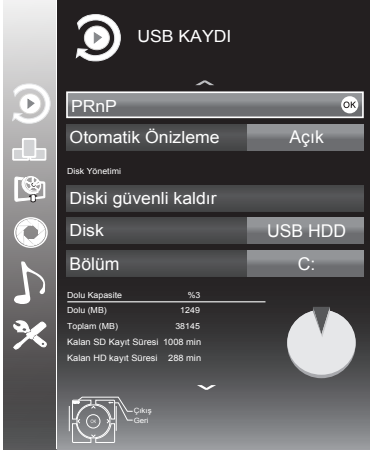 USB KAYDI
PRnP OK
Otomatik Önizleme Açık
Disk Yönetimi
Diski güvenli kaldır
Disk USB HDD
Bölüm C:
Dolu Kapasite %3
Dolu (MB) 1249
Toplam (MB) 38145
Kalan SD Kayıt Süresi 1008 min
Kalan HD kayıt Süresi 288 min
Çıkış
OK Geri